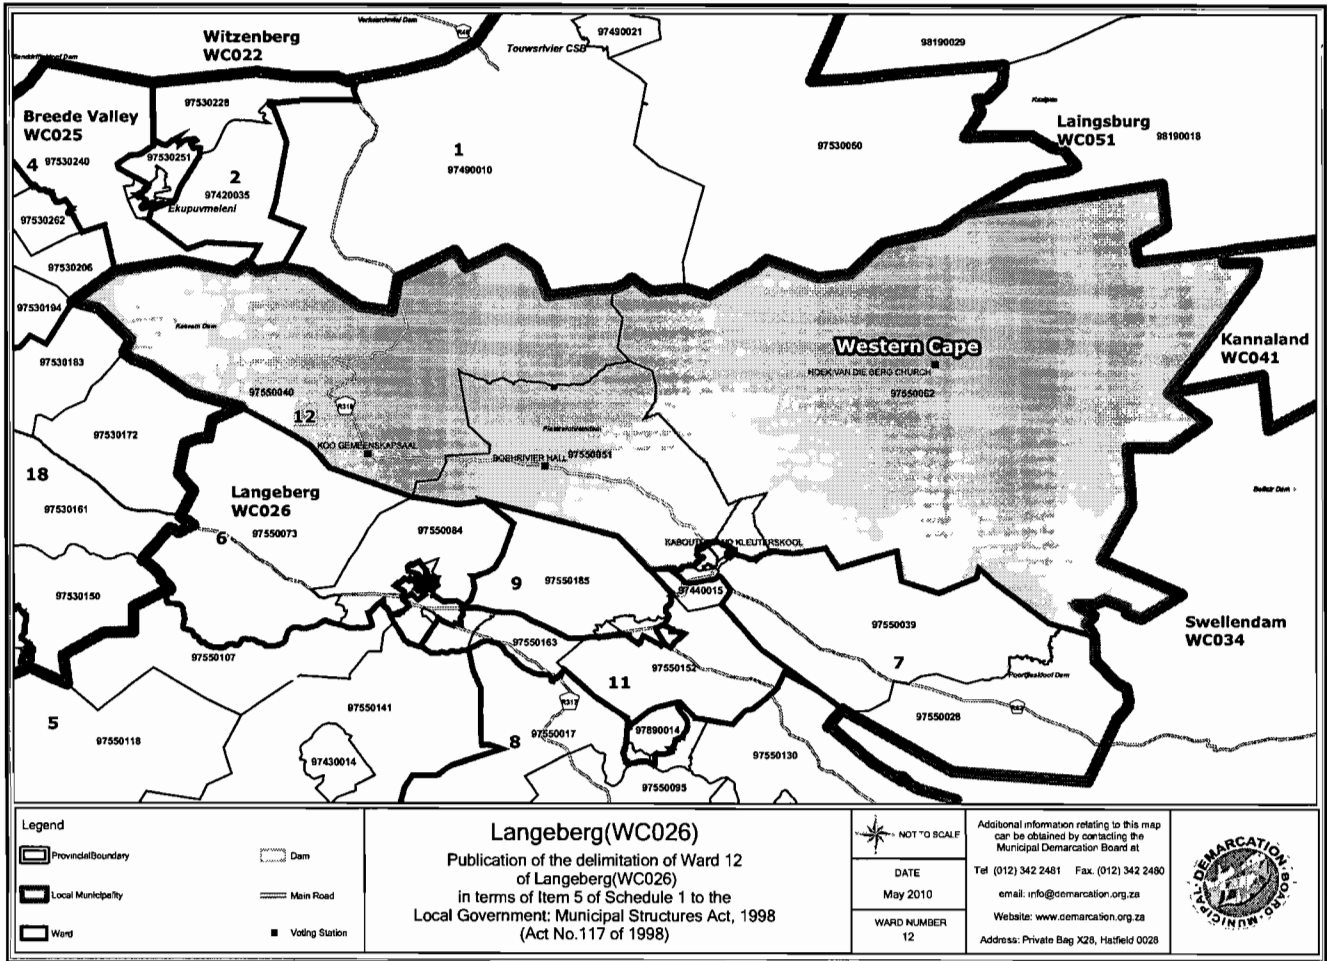 Witzenberg
WC022
R46
Touwsrivier CSB
97490021
98190029
Breede Valley
WC025
97530228
Laingsburg
WC051
98190018
4
97530240
97530251
2
97420035
1
97490010
97530060
97530262
97530206
97530194
97530183
Western Cape
HOEK VAN DIE BERG CHURCH
97550062
Kannaland
WC041
97550040
12
R318
97530172
KOO GEMEENSKAPSAAL
97550051
18
97530161
Langeberg
WC026
6
97550073
97550084
9
97550185
97440015
97530150
97550039
7
Swellendam
WC034
97550163
97550107
97550152
11
97550141
5
97550118
R317
8
97550017
97890014
97550028
R62
97550130
97430014
97550095
Legend
ProvincialBoundary
Local Municipality
Ward
Dam
Main Road
Voting Station
Langeberg(WC026)
Publication of the delimitation of Ward 12
of Langeberg(WC026)
in terms of Item 5 of Schedule 1 to the
Local Government: Municipal Structures Act, 1998
(Act No.117 of 1998)
NOT TO SCALE
DATE
May 2010
WARD NUMBER
12
Additional information relating to this map
can be obtained by contacting the
Municipal Demarcation Board at
Tel (012) 342 2481 Fax. (012) 342 2480
email: info@demarcation.org.za
Website: www.demarcation.org.za
Address: Private Bag X28, Hatfield 0028
MUNICIPAL DEMARCATION BOARD